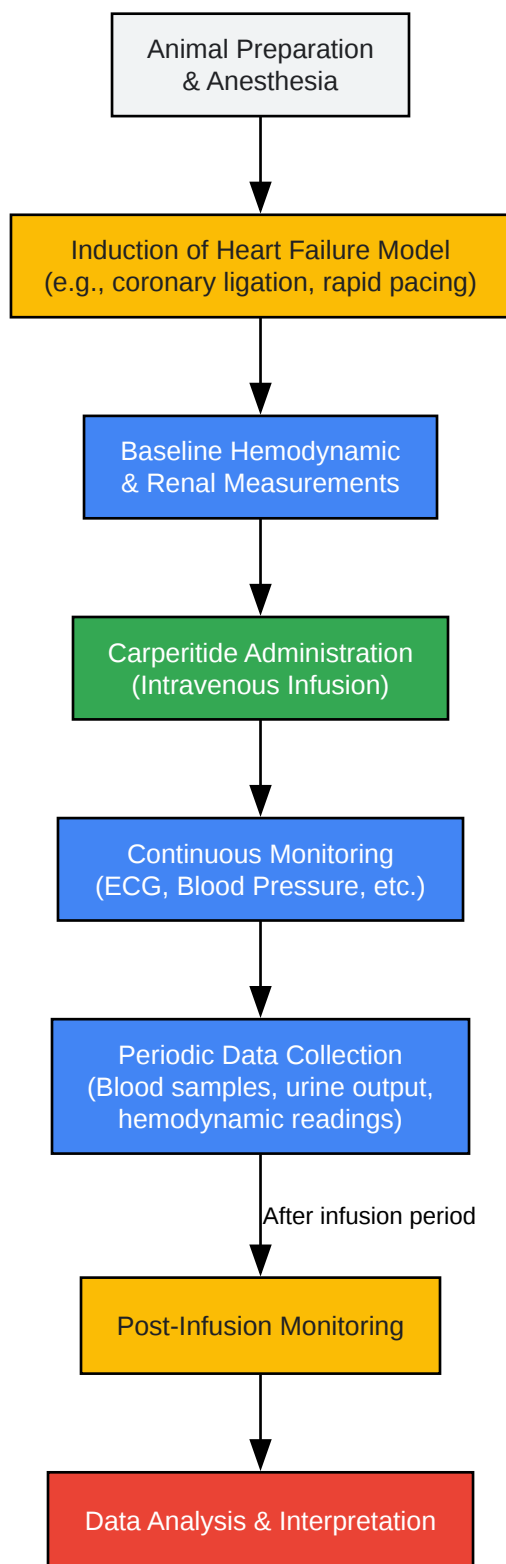 Animal Preparation
& Anesthesia
Induction of Heart Failure Model
(e.g., coronary ligation, rapid pacing)
Baseline Hemodynamic
& Renal Measurements
Carperitide Administration
(Intravenous Infusion)
Continuous Monitoring
(ECG, Blood Pressure, etc.)
Periodic Data Collection
(Blood samples, urine output,
hemodynamic readings)
After infusion period
Post-Infusion Monitoring
Data Analysis & Interpretation